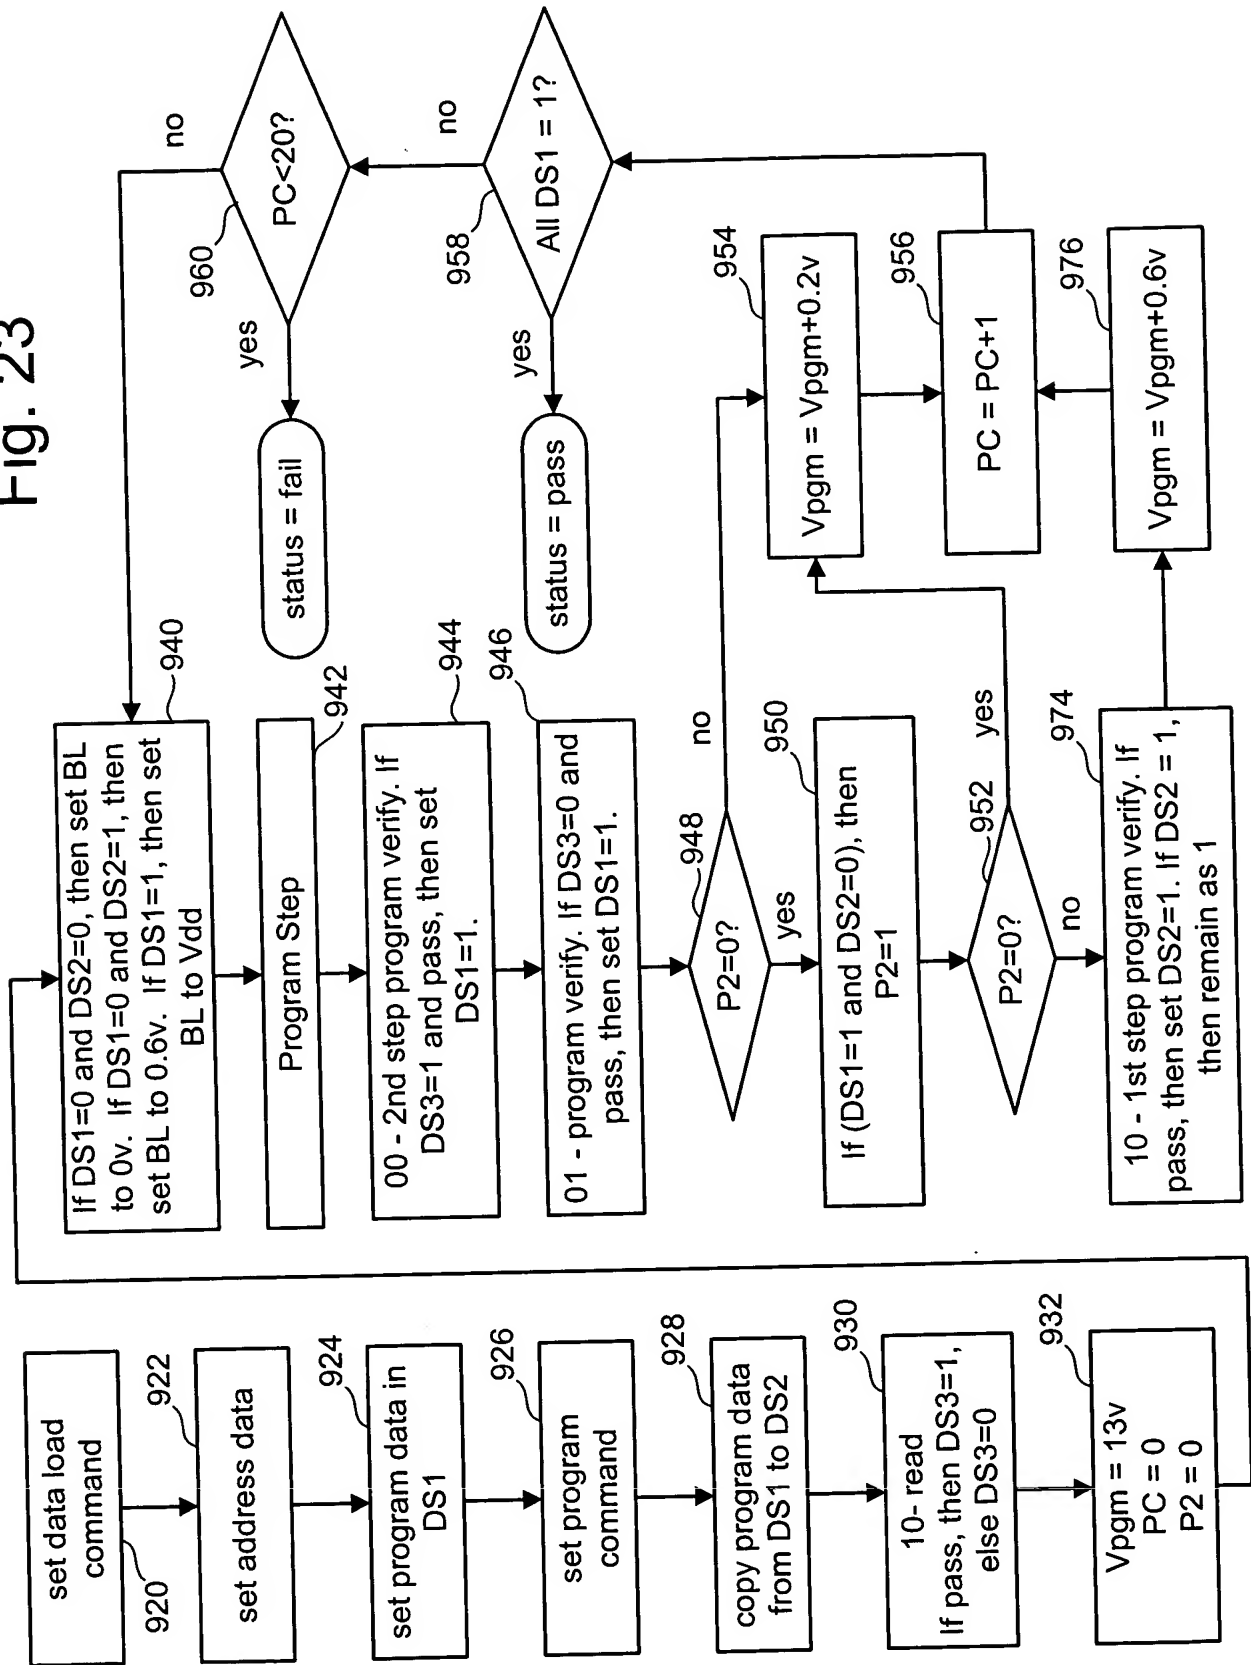 Fig. 23
set data load
command
920
set address data
922
set program data in
DS1
924
set program
command
926
copy program data
from DS1 to DS2
928
10- read
If pass, then DS3=1,
else DS3=0
930
Vpgm = 13v
PC = 0
P2 = 0
932
If DS1=0 and DS2=0, then set BL
to 0v. If DS1=0 and DS2=1, then
set BL to 0.6v. If DS1=1, then set
BL to Vdd
940
Program Step
942
00 - 2nd step program verify. If
DS3=1 and pass, then set
DS1=1.
944
01 - program verify. If DS3=0 and
pass, then set DS1=1.
946
P2=0?
948
no
yes
If (DS1=1 and DS2=0), then
P2=1
950
P2=0?
952
yes
no
10 - 1st step program verify. If
pass, then set DS2=1. If DS2 = 1,
then remain as 1
974
Vpgm = Vpgm+0.2v
954
PC = PC+1
956
Vpgm = Vpgm+0.6v
976
All DS1 = 1?
958
yes
no
status = pass
PC<20?
960
yes
no
status = fail